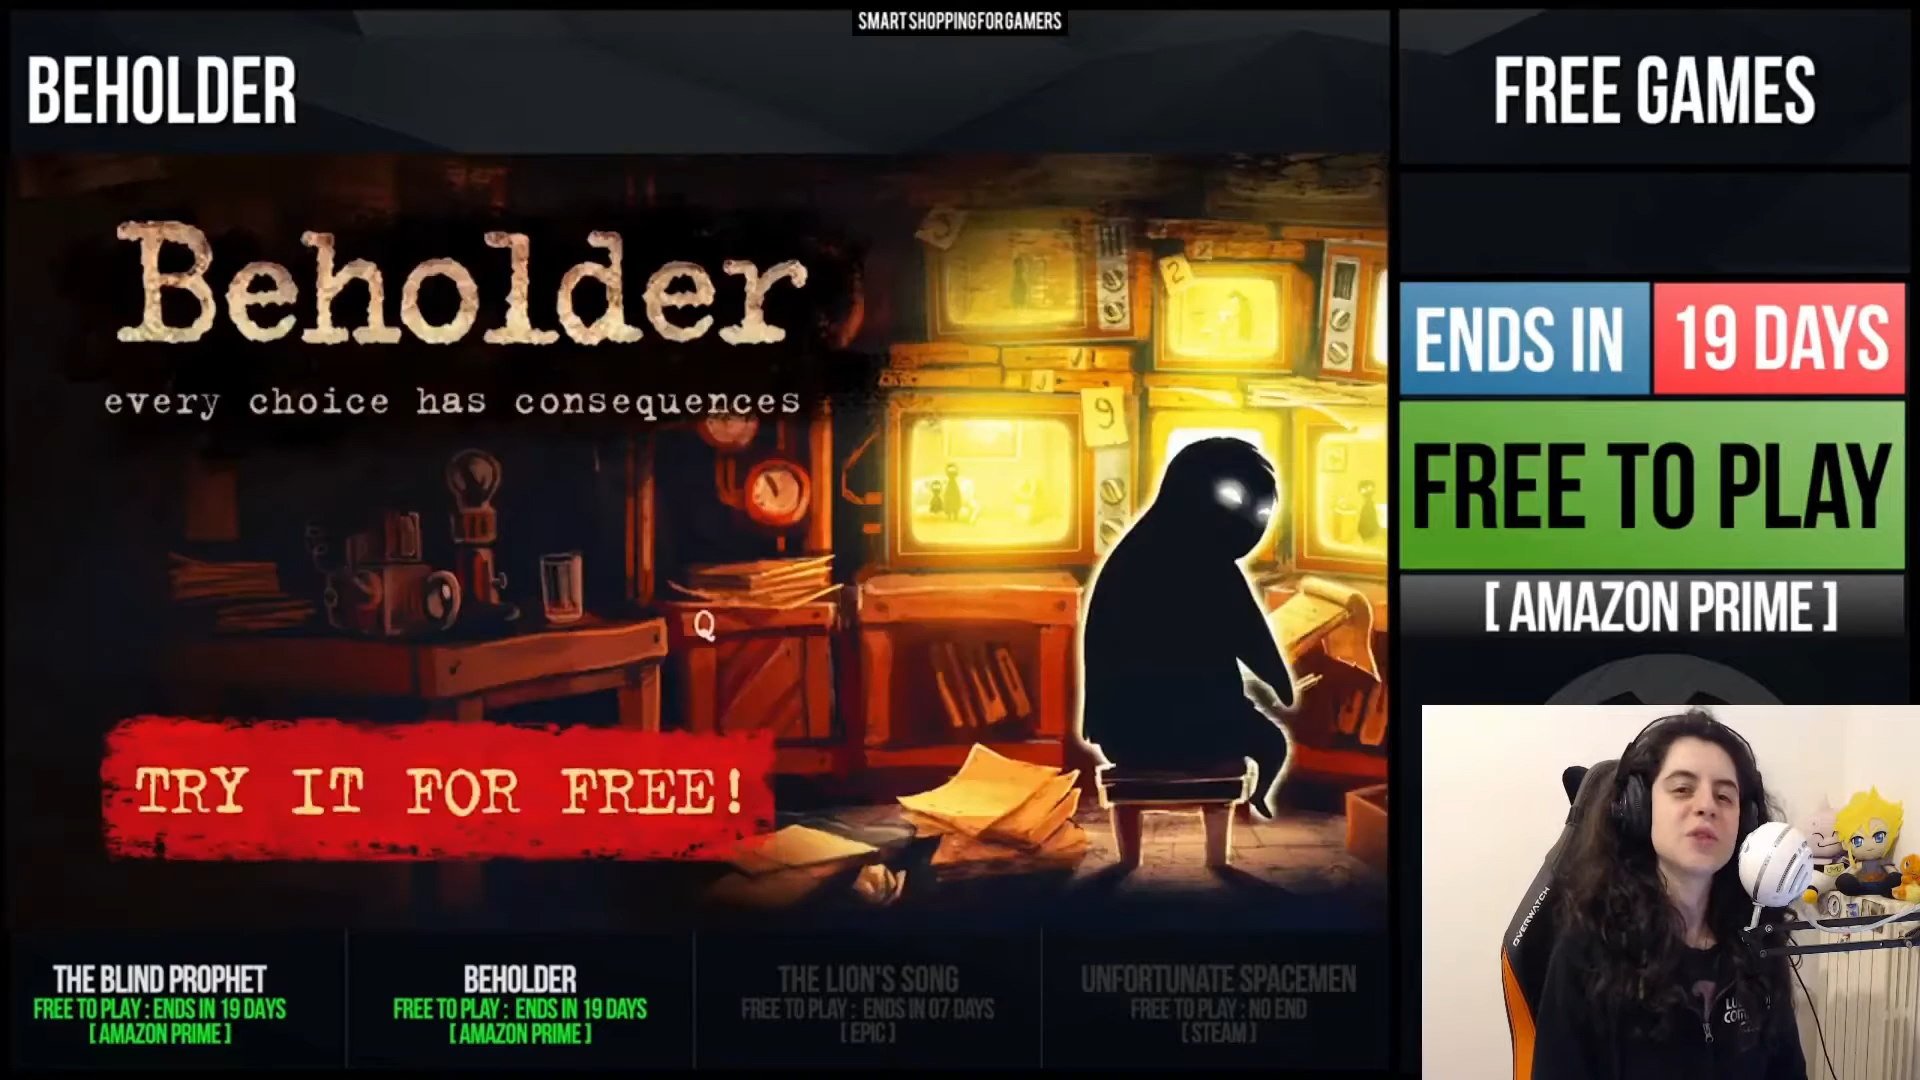 SMART SHOPPING FOR GAMERS
BEHOLDER
FREE GAMES
Beholder
every choice has consequences
2
J
J
9
Q
TRY IT FOR FREE!
ENDS IN
19 DAYS
FREE TO PLAY
[ AMAZON PRIME ]
OVERWATCH
THE BLIND PROPHET
FREE TO PLAY : ENDS IN 19 DAYS
[ AMAZON PRIME ]
BEHOLDER
FREE TO PLAY : ENDS IN 19 DAYS
[ AMAZON PRIME ]
THE LION'S SONG
FREE TO PLAY : ENDS IN 07 DAYS
[ EPIC ]
UNFORTUNATE SPACEMEN
FREE TO PLAY : NO END
[ STEAM ]